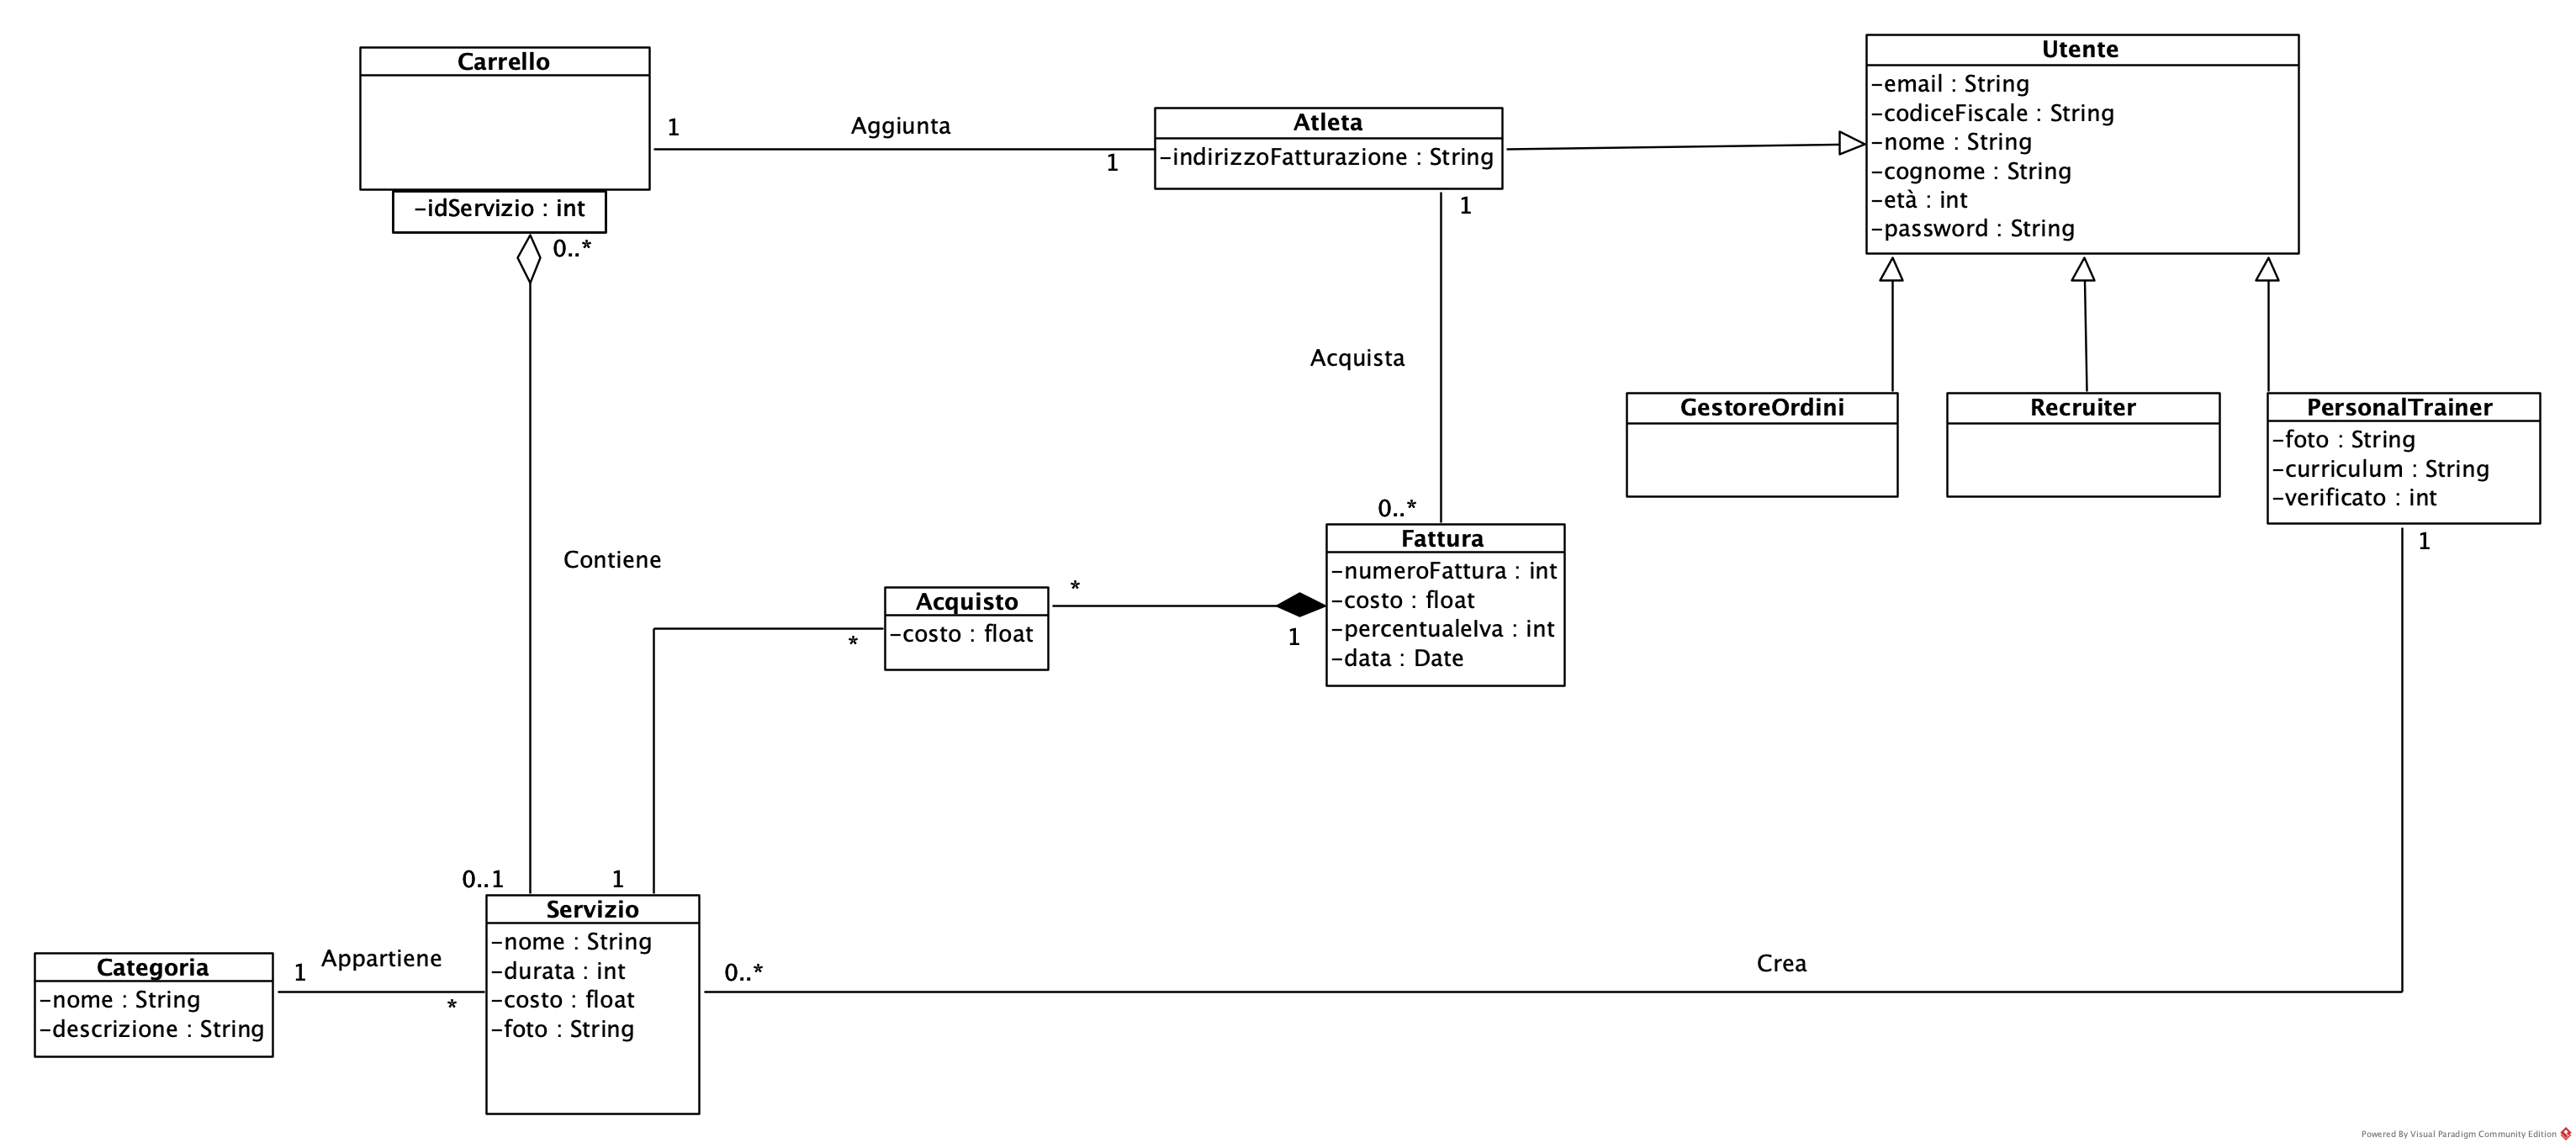 Carrello
-idServizio : int
0..*
1
Aggiunta
1
Atleta
-indirizzoFatturazione : String
1
Utente
-email : String
-codiceFiscale : String
-nome : String
-cognome : String
-età : int
-password : String
Acquista
0..*
GestoreOrdini
Recruiter
PersonalTrainer
-foto : String
-curriculum : String
-verificato : int
1
Contiene
Acquisto
-costo : float
*
*
1
Fattura
-numeroFattura : int
-costo : float
-percentualeIva : int
-data : Date
0..1
1
Categoria
-nome : String
-descrizione : String
1
Appartiene
*
Servizio
-nome : String
-durata : int
-costo : float
-foto : String
0..*
Crea
Powered By Visual Paradigm Community Edition